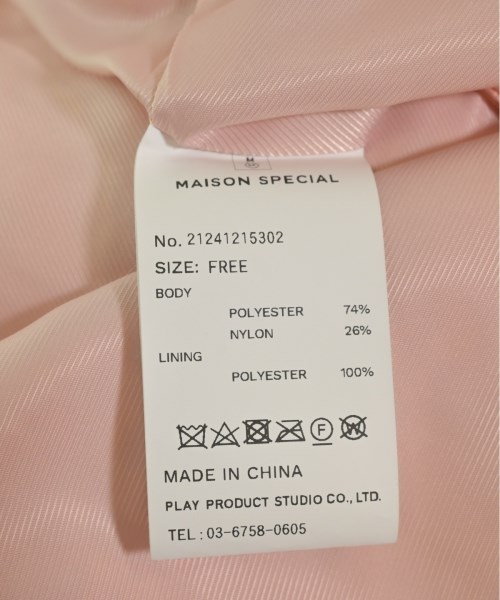 M
MAISON SPECIAL
No. 21241215302
SIZE: FREE
BODY
POLYESTER 74%
NYLON 26%
LINING
POLYESTER 100%
F W
MADE IN CHINA
PLAY PRODUCT STUDIO CO., LTD.
TEL : 03-6758-0605